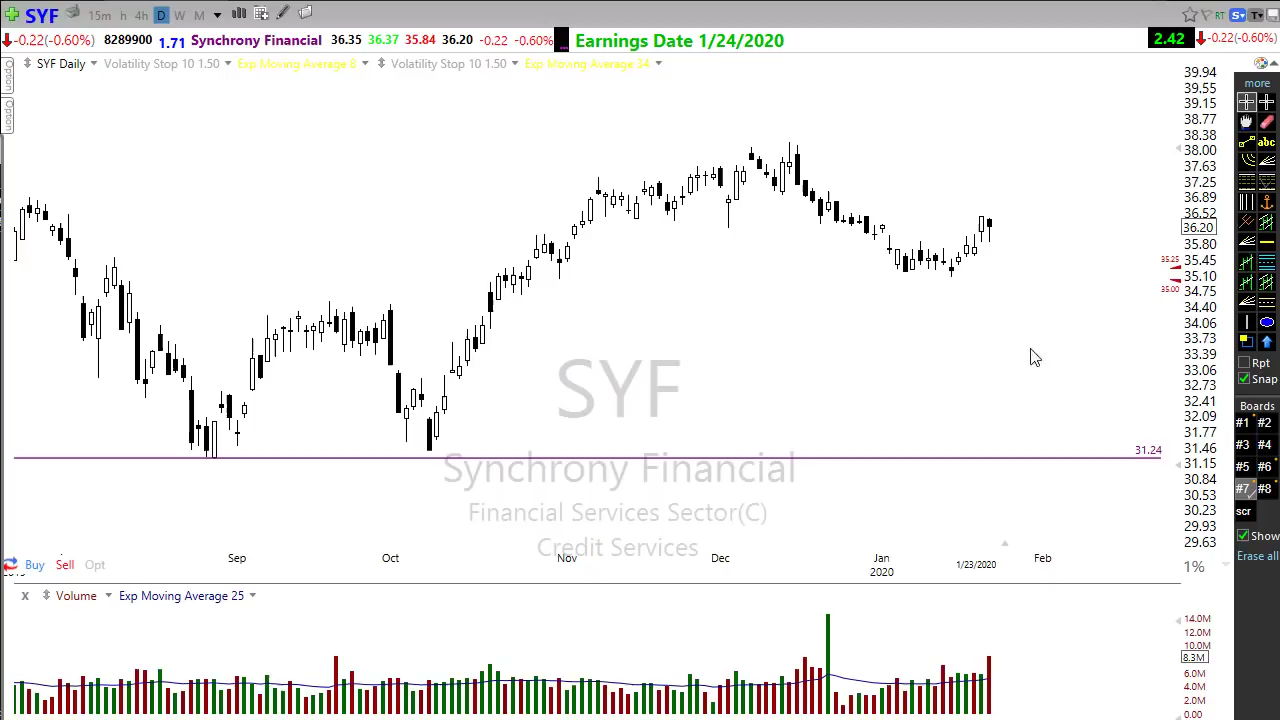 SYF 15m h 4h D W M RT S T
-0.22(-0.60%) 8289900 1.71 Synchrony Financial 36.35 36.37 35.84 36.20 -0.22 -0.60% Earnings Date 1/24/2020 2.42 -0.22(-0.60%)
SYF Daily Volatility Stop 10 1.50 Exp Moving Average 8 Volatility Stop 10 1.50 Exp Moving Average 34
Option
Option
39.94
39.55
39.15
38.77
38.38
38.00
37.63
37.25
36.89
36.52
36.20
35.80
35.45
35.10
34.75
34.40
34.06
33.73
33.39
33.06
32.73
32.41
32.09
31.77
31.46
31.15
30.84
30.53
30.23
29.93
29.63
35.25
35.00
31.24
SYF
Synchrony Financial
Financial Services Sector(C)
Credit Services
Sep Oct Nov Dec Jan Feb
2020 1/23/2020
Buy Sell Opt
1%
x Volume Exp Moving Average 25
14.0M
12.0M
10.0M
8.3M
6.0M
4.0M
2.0M
0.00
more
abc
Rpt
Snap
Boards
#1 #2
#3 #4
#5 #6
#7 #8
scr
Show
Erase all